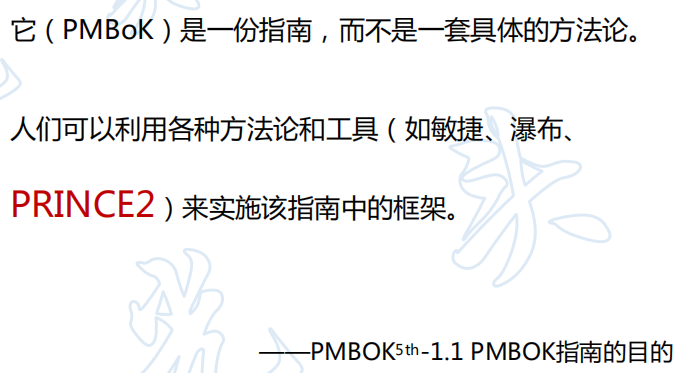 它（PMBoK）是一份指南，而不是一套具体的方法论。
人们可以利用各种方法论和工具（如敏捷、瀑布、
PRINCE2）来实施该指南中的框架。
——PMBOK5th-1.1 PMBOK指南的目的